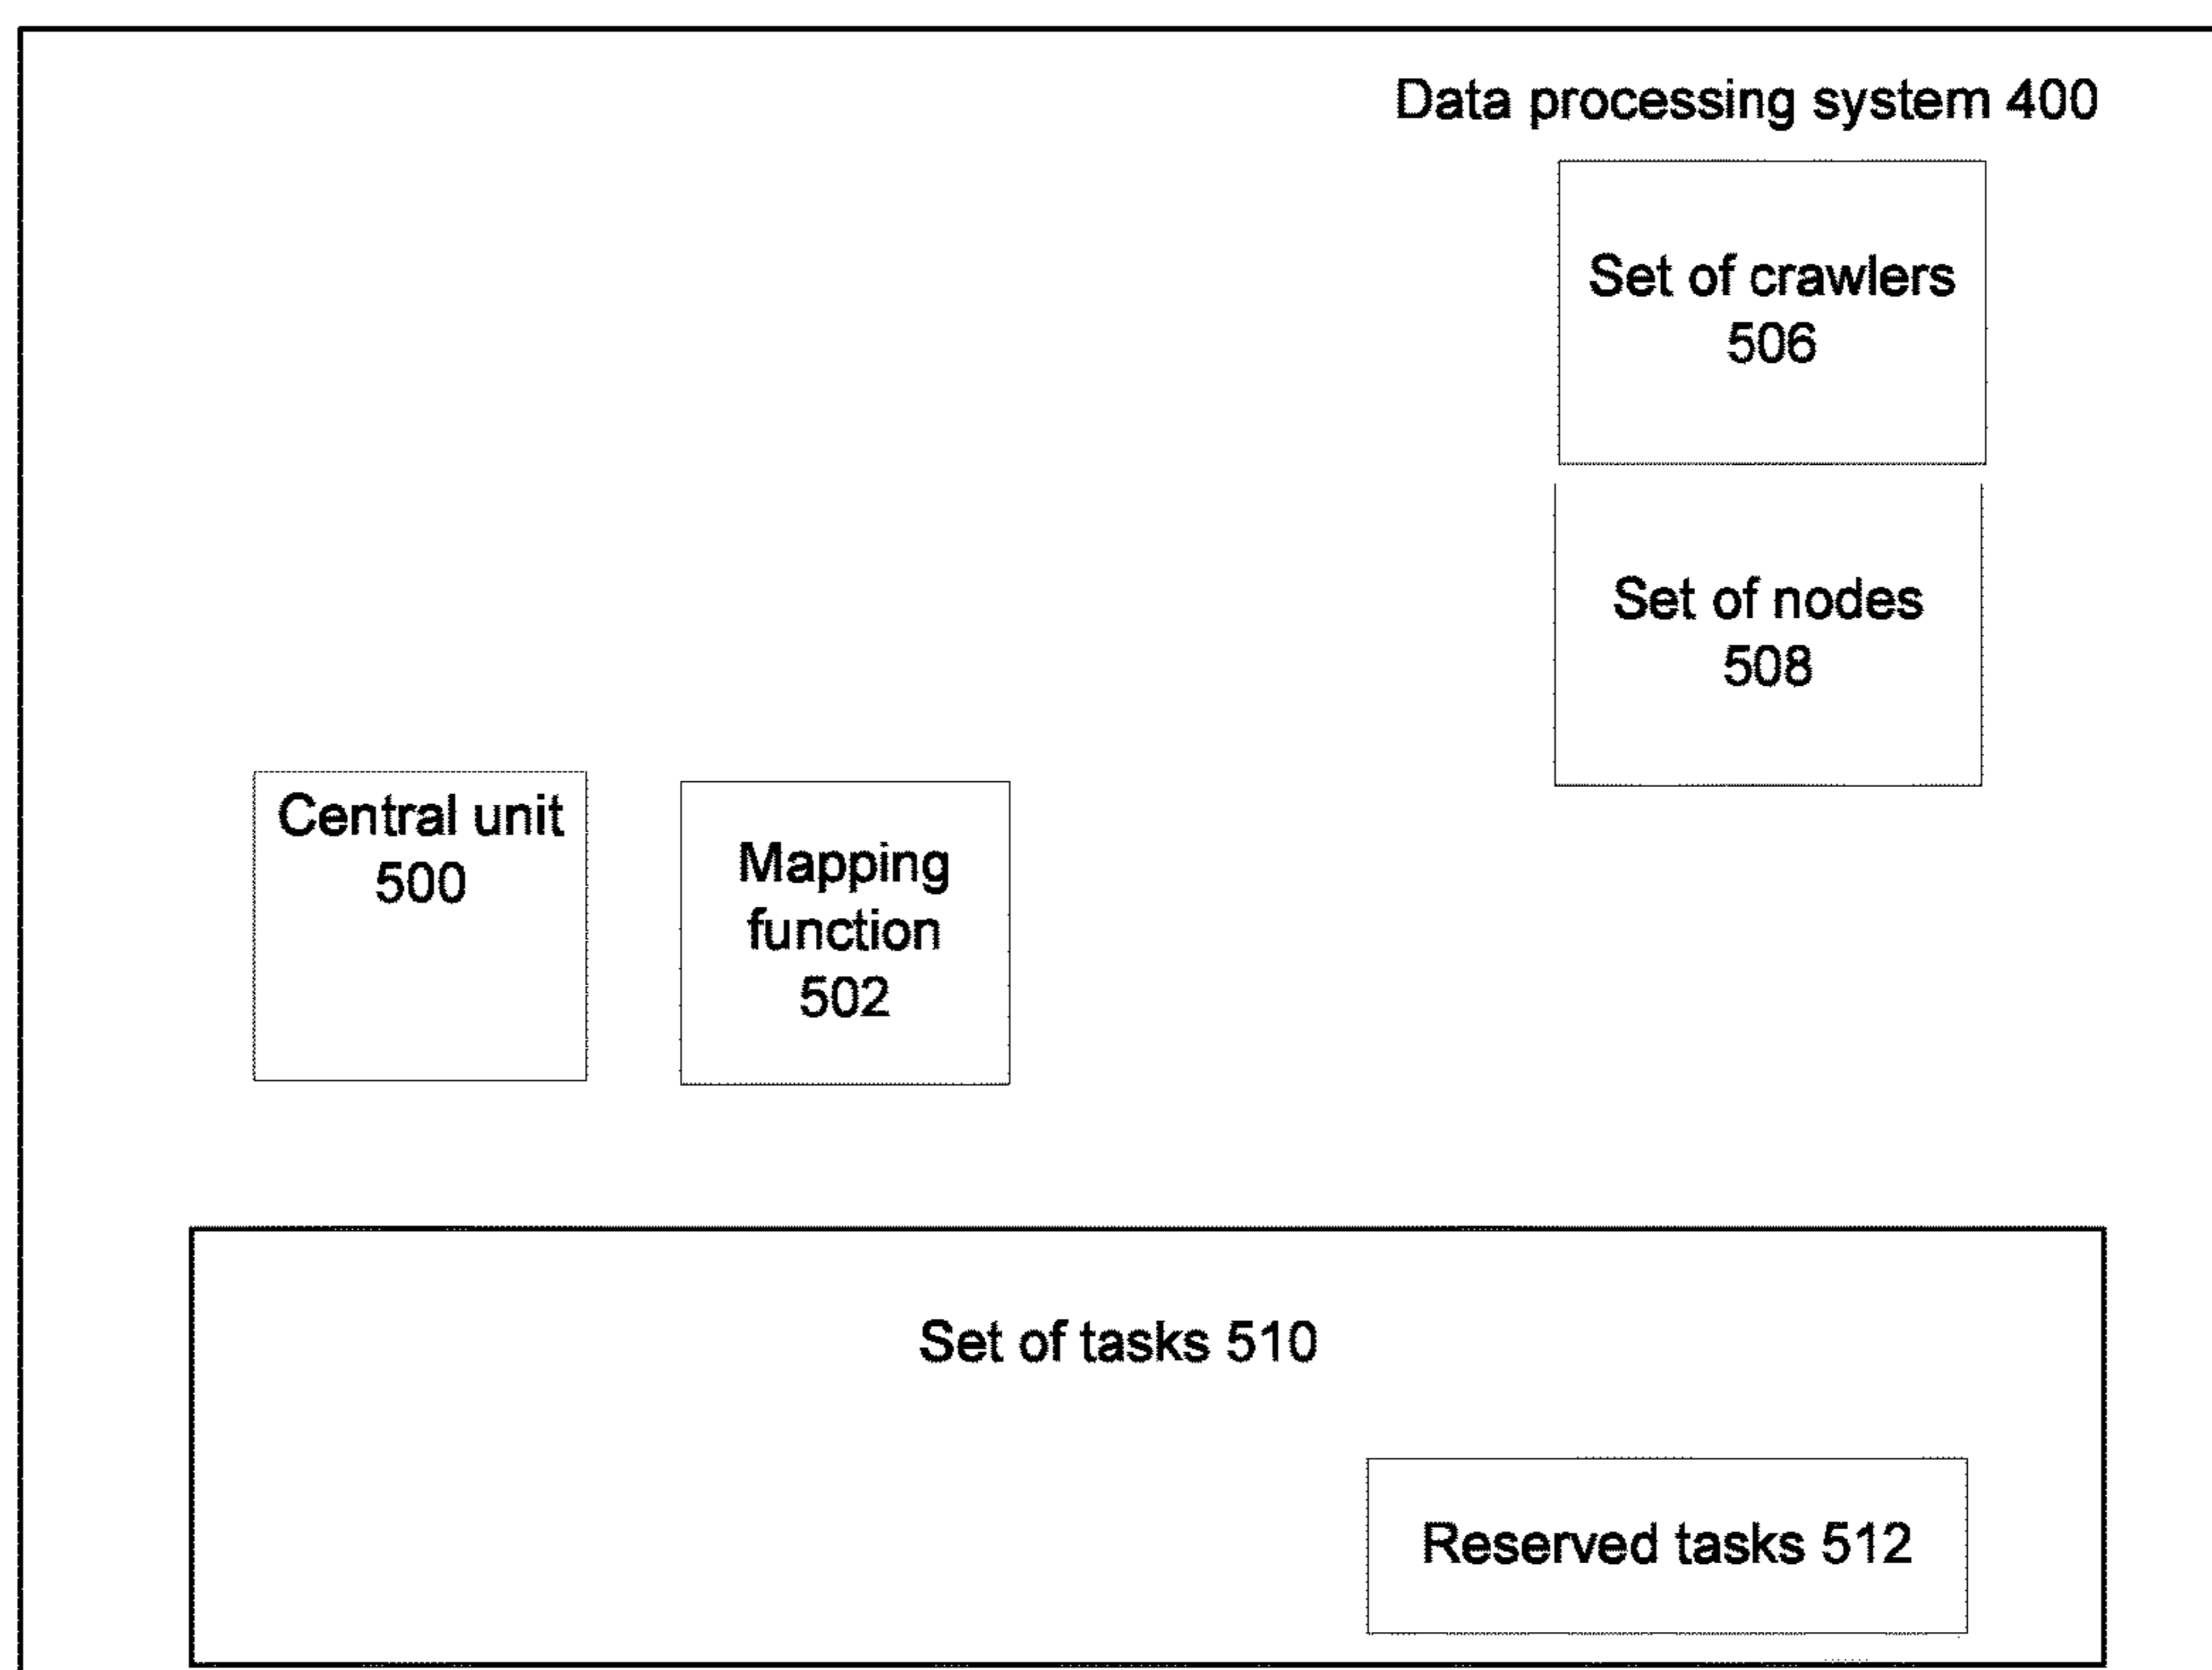 Data processing system 400
Set of crawlers
506
Set of nodes
508
Central unit
500
Mapping
function
502
Set of tasks 510
Reserved tasks 512